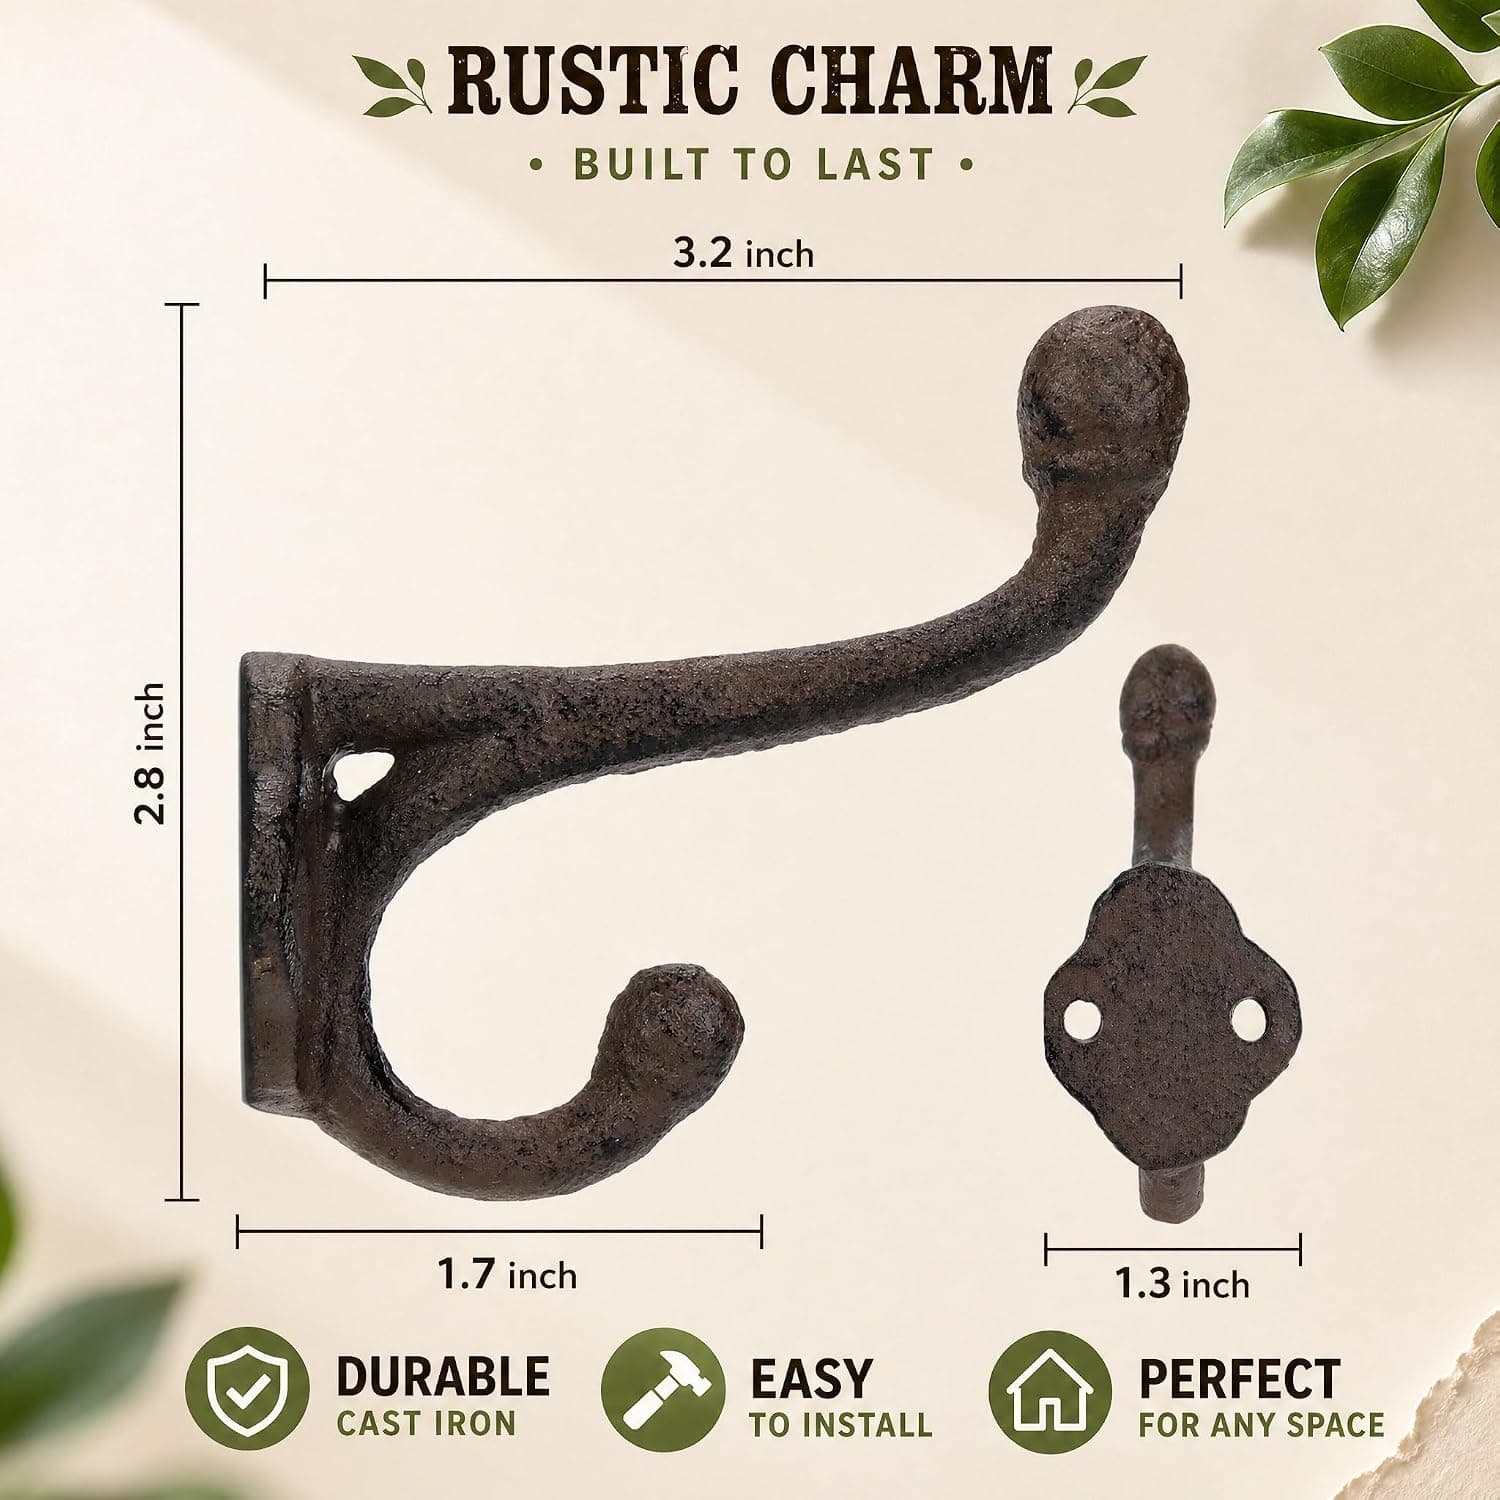 RUSTIC CHARM
• BUILT TO LAST •
3.2 inch
2.8 inch
1.7 inch
1.3 inch
DURABLE
CAST IRON
EASY
TO INSTALL
PERFECT
FOR ANY SPACE